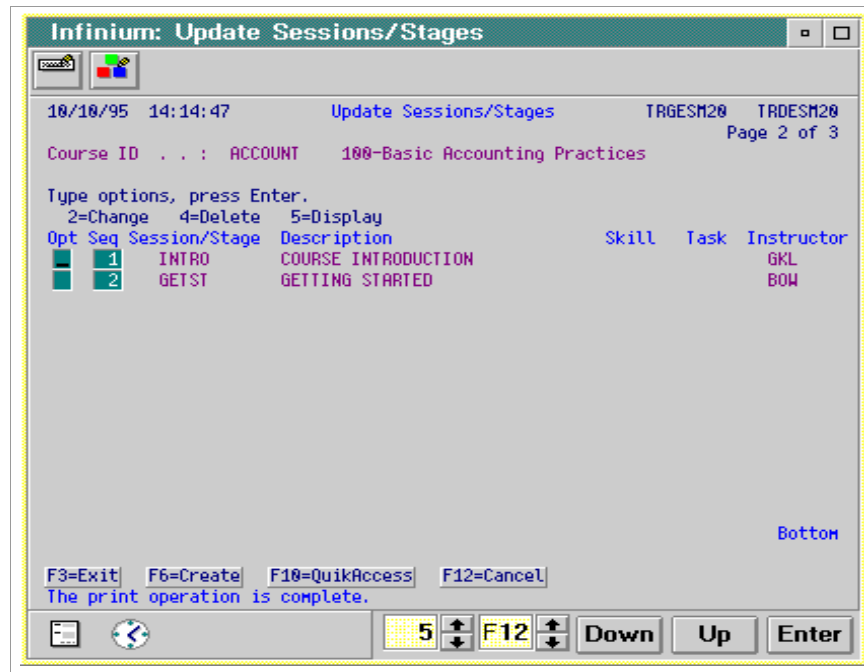 Infinium: Update Sessions/Stages
10/10/95 14:14:47 Update Sessions/Stages TRGESM20 TRDESM20
Page 2 of 3
Course ID . . : ACCOUNT 100-Basic Accounting Practices
Type options, press Enter.
2=Change 4=Delete 5=Display
Opt Seq Session/Stage Description Skill Task Instructor
1 INTRO COURSE INTRODUCTION GKL
2 GETST GETTING STARTED BOW
Bottom
F3=Exit F6=Create F10=QuikAccess F12=Cancel
The print operation is complete.
5 F12 Down Up Enter